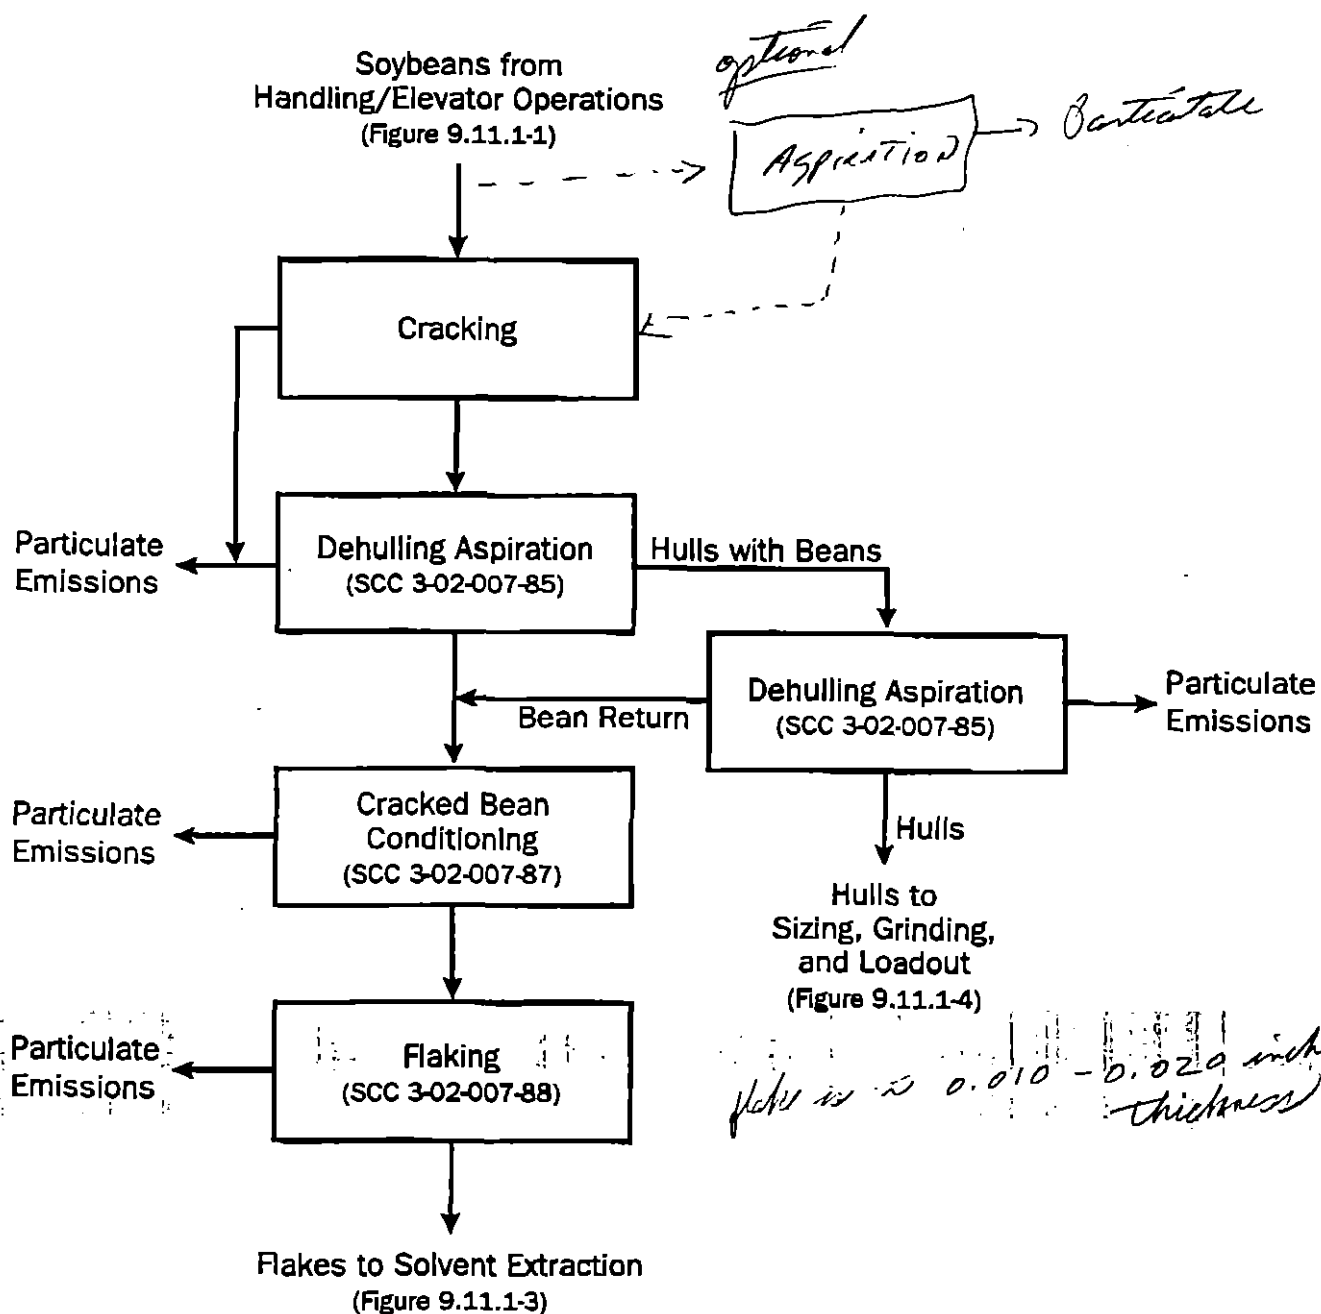 optional
Soybeans from
Handling/Elevator Operations
(Figure 9.11.1-1)
ASPIRATION
Particulate
Cracking
Particulate
Emissions
Dehulling Aspiration
(SCC 3-02-007-85)
Hulls with Beans
Dehulling Aspiration
(SCC 3-02-007-85)
Particulate
Emissions
Bean Return
Particulate
Emissions
Cracked Bean
Conditioning
(SCC 3-02-007-87)
Hulls
Hulls to
Sizing, Grinding,
and Loadout
(Figure 9.11.1-4)
Particulate
Emissions
Flaking
(SCC 3-02-007-88)
flake is ~ 0.010 - 0.020 inch
thickness
Flakes to Solvent Extraction
(Figure 9.11.1-3)